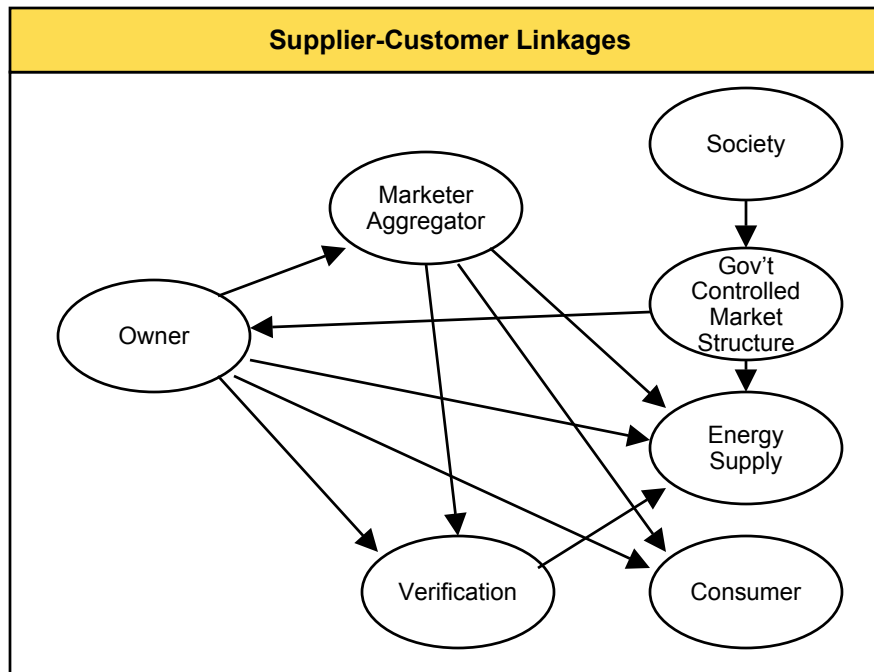 Supplier-Customer Linkages
Society
Marketer
Aggregator
Gov’t
Controlled
Market
Structure
Owner
Energy
Supply
Verification
Consumer